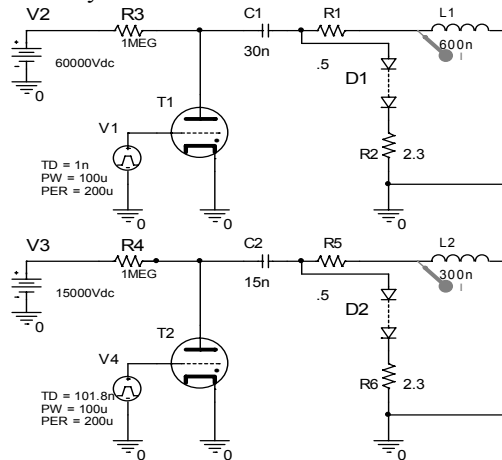 V2
R3
C1
R1
L1
1MEG
30n
600n
I
60000Vdc
.5
D1
0
T1
V1
TD = 1n
PW = 100u
PER = 200u
R2
2.3
0
0
0
V3
R4
C2
R5
L2
1MEG
15n
300n
I
15000Vdc
.5
D2
0
T2
V4
TD = 101.8n
PW = 100u
PER = 200u
R6
2.3
0
0
0